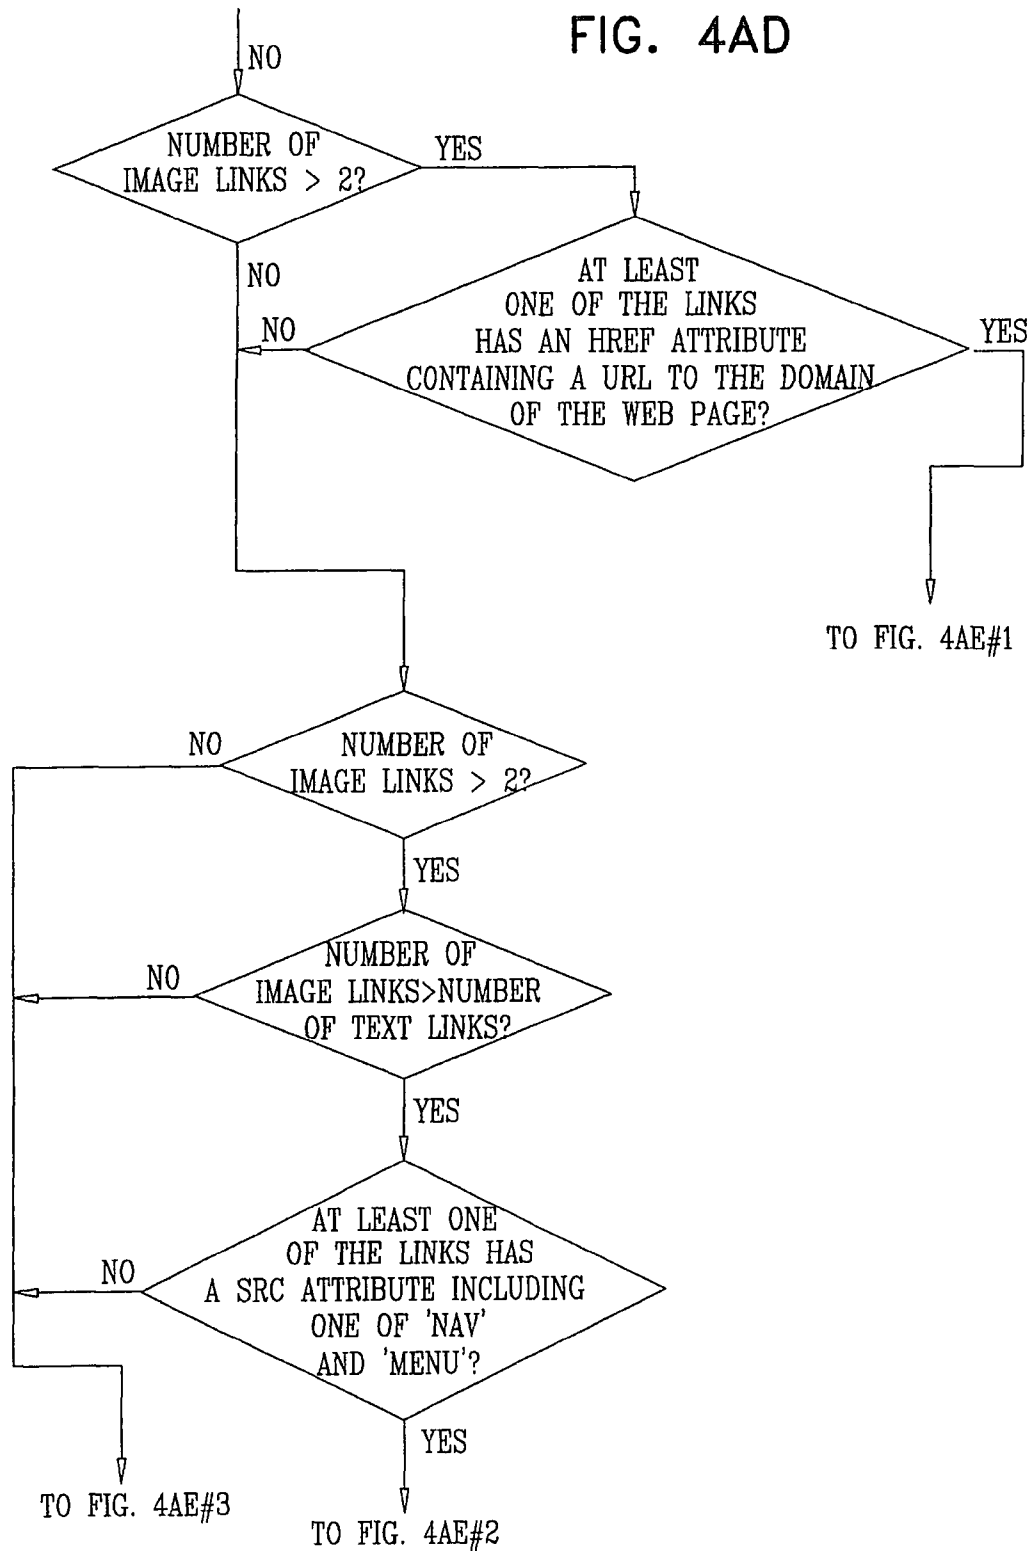 FIG. 4AD
NO
NUMBER OF
IMAGE LINKS > 2?
YES
NO
AT LEAST
ONE OF THE LINKS
HAS AN HREF ATTRIBUTE
CONTAINING A URL TO THE DOMAIN
OF THE WEB PAGE?
NO
YES
TO FIG. 4AE#1
NUMBER OF
IMAGE LINKS > 2?
NO
YES
NUMBER OF
IMAGE LINKS>NUMBER
OF TEXT LINKS?
NO
YES
AT LEAST ONE
OF THE LINKS HAS
A SRC ATTRIBUTE INCLUDING
ONE OF 'NAV'
AND 'MENU'?
NO
YES
TO FIG. 4AE#3
TO FIG. 4AE#2